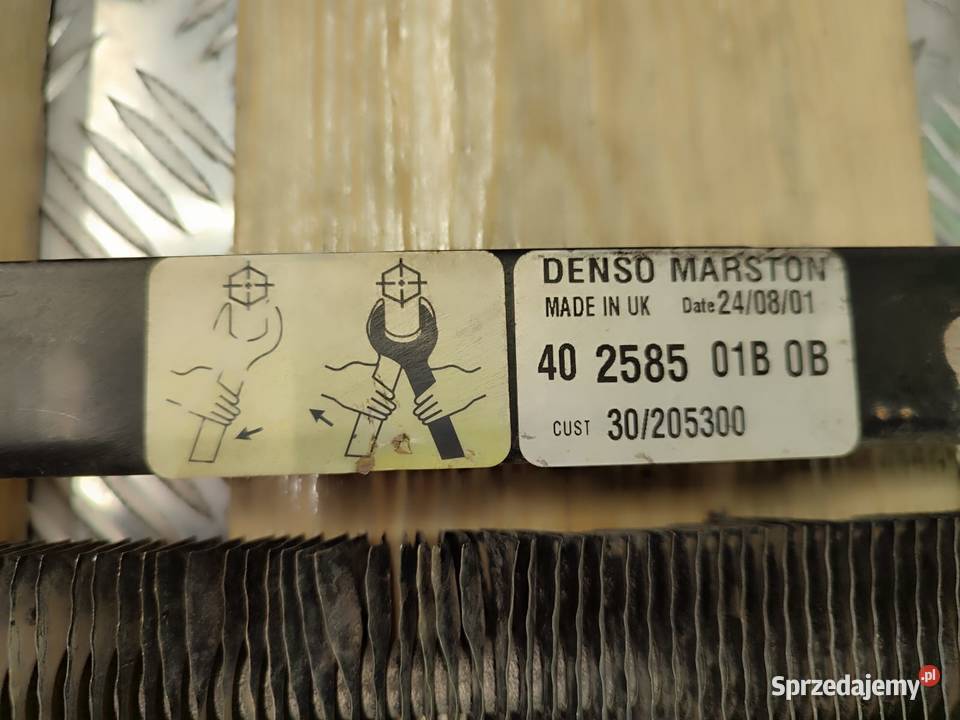 DENSO MARSTON
MADE IN UK Date 24/08/01
40 2585 01B 0B
CUST 30/205300
Sprzedajemy.pl